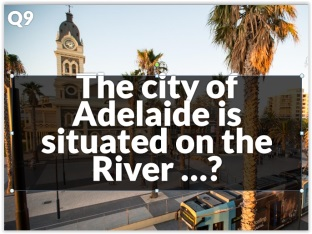 Q9
The city of
Adelaide is
situated on the
River ...?